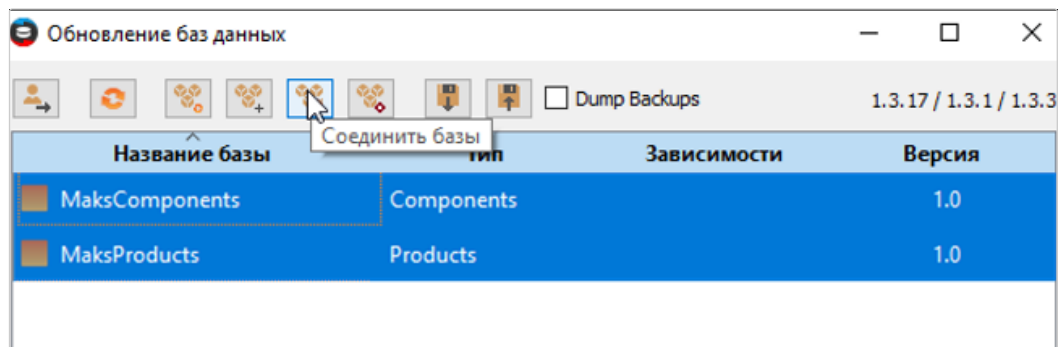 Обновление баз данных
Dump Backups 1.3.17 / 1.3.1 / 1.3.3
Соединить базы
Название базы Тип Зависимости Версия
MaksComponents Components 1.0
MaksProducts Products 1.0